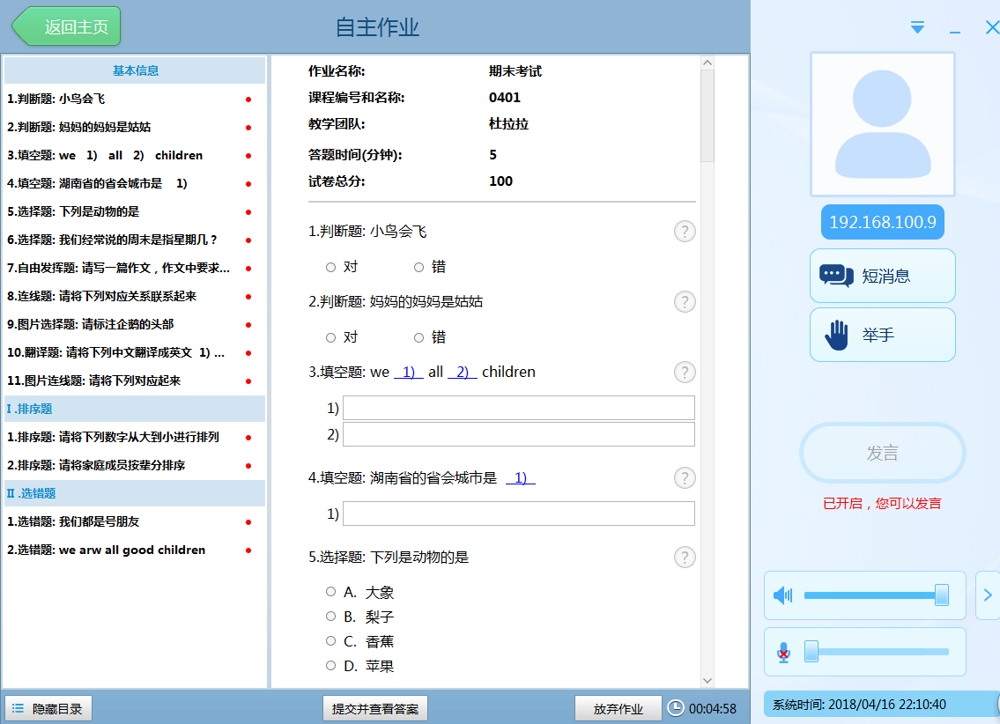 返回主页
自主作业
基本信息
1.判断题: 小鸟会飞
2.判断题: 妈妈的妈妈是姑姑
3.填空题: we 1) all 2) children
4.填空题: 湖南省的省会城市是 1)
5.选择题: 下列是动物的是
6.选择题: 我们经常说的周末是指星期几？
7.自由发挥题: 请写一篇作文，作文中要求...
8.连线题: 请将下列对应关系联系起来
9.图片选择题: 请标注企鹅的头部
10.翻译题: 请将下列中文翻译成英文 1) ...
11.图片连线题: 请将下列对应起来
I .排序题
1.排序题: 请将下列数字从大到小进行排列
2.排序题: 请将家庭成员按辈分排序
II .选错题
1.选错题: 我们都是号朋友
2.选错题: we arw all good children
作业名称: 期末考试
课程编号和名称: 0401
教学团队: 杜拉拉
答题时间(分钟): 5
试卷总分: 100
1.判断题: 小鸟会飞 ?
对 错
2.判断题: 妈妈的妈妈是姑姑 ?
对 错
3.填空题: we 1) all 2) children ?
1)
2)
4.填空题: 湖南省的省会城市是 1) ?
1)
5.选择题: 下列是动物的是 ?
A. 大象
B. 梨子
C. 香蕉
D. 苹果
隐藏目录
提交并查看答案
放弃作业
00:04:58
192.168.100.9
短消息
举手
发言
已开启，您可以发言
系统时间: 2018/04/16 22:10:40